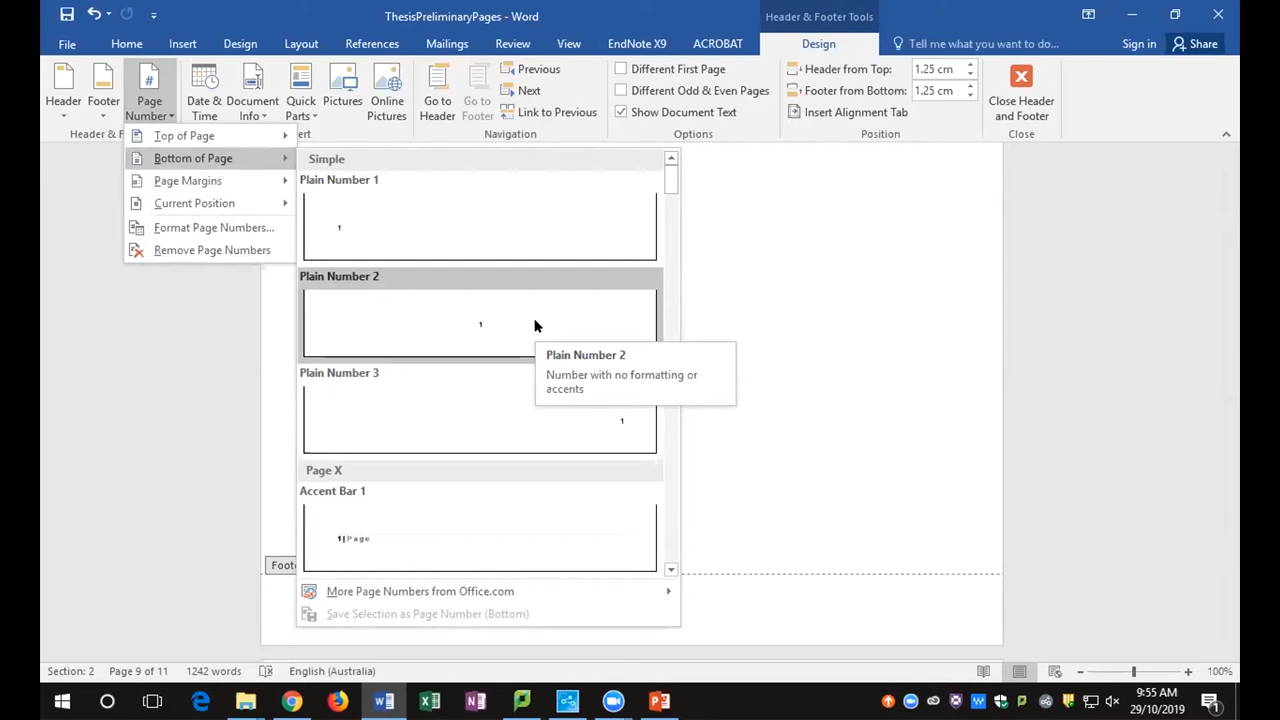 ThesisPreliminaryPages - Word
Header & Footer Tools
File Home Insert Design Layout References Mailings Review View EndNote X9 ACROBAT Design Tell me what you want to do... Sign in Share
Header
Footer
# Page Number
Date & Time
Document Info
Quick Parts
Pictures
Online Pictures
Go to Header
Go to Footer
Previous
Next
Link to Previous
Different First Page
Different Odd & Even Pages
Show Document Text
Header from Top: 1.25 cm
Footer from Bottom: 1.25 cm
Insert Alignment Tab
Close Header and Footer
Header & F
ert
Navigation
Options
Position
Close
Top of Page
Bottom of Page
Page Margins
Current Position
Format Page Numbers...
Remove Page Numbers
Simple
Plain Number 1
1
Plain Number 2
1
Plain Number 2
Number with no formatting or
accents
Plain Number 3
1
Page X
Accent Bar 1
1|Page
More Page Numbers from Office.com
Save Selection as Page Number (Bottom)
Foote
Section: 2 Page 9 of 11 1242 words English (Australia) 100%
9:55 AM
29/10/2019
1